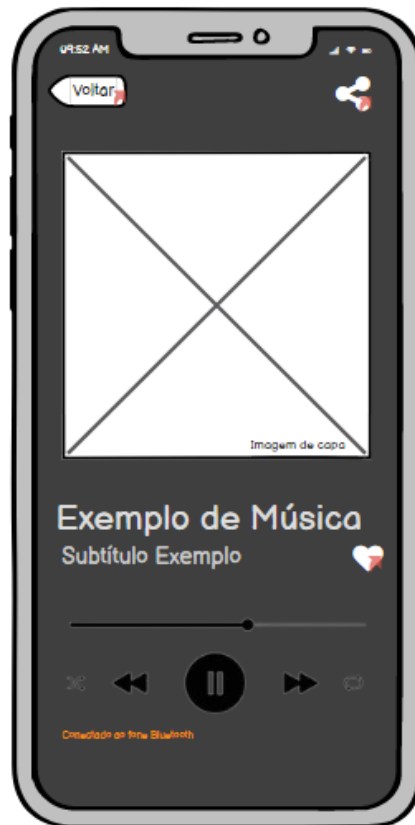 09:52 AM
Voltar
Imagem de capa
Exemplo de Música
Subtítulo Exemplo
Conectado ao fone Bluetooth